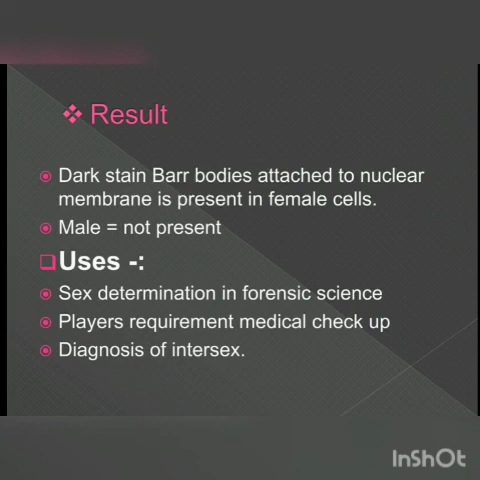 ❖ Result
Dark stain Barr bodies attached to nuclear
membrane is present in female cells.
Male = not present
❑Uses -:
Sex determination in forensic science
Players requirement medical check up
Diagnosis of intersex.
InShOt